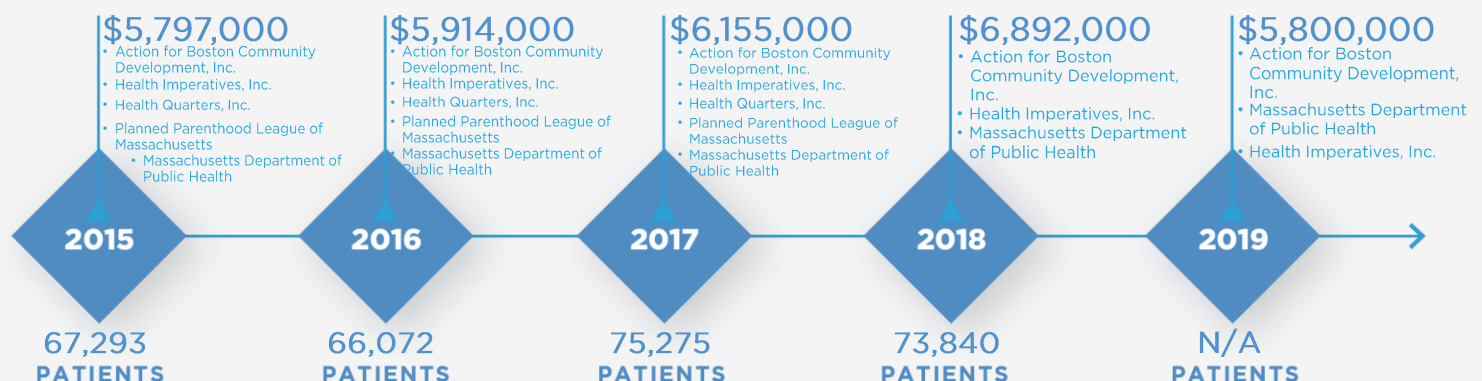 $5,797,000
• Action for Boston Community
Development, Inc.
• Health Imperatives, Inc.
• Health Quarters, Inc.
• Planned Parenthood League of
Massachusetts
• Massachusetts Department of
Public Health
2015
67,293
PATIENTS
$5,914,000
• Action for Boston Community
Development, Inc.
• Health Imperatives, Inc.
• Health Quarters, Inc.
• Planned Parenthood League of
Massachusetts
• Massachusetts Department of
Public Health
2016
66,072
PATIENTS
$6,155,000
• Action for Boston Community
Development, Inc.
• Health Imperatives, Inc.
• Health Quarters, Inc.
• Planned Parenthood League of
Massachusetts
• Massachusetts Department of
Public Health
2017
75,275
PATIENTS
$6,892,000
• Action for Boston
Community Development,
Inc.
• Health Imperatives, Inc.
• Massachusetts Department
of Public Health
2018
73,840
PATIENTS
$5,800,000
• Action for Boston
Community Development,
Inc.
• Massachusetts Department
of Public Health
• Health Imperatives, Inc.
2019
N/A
PATIENTS